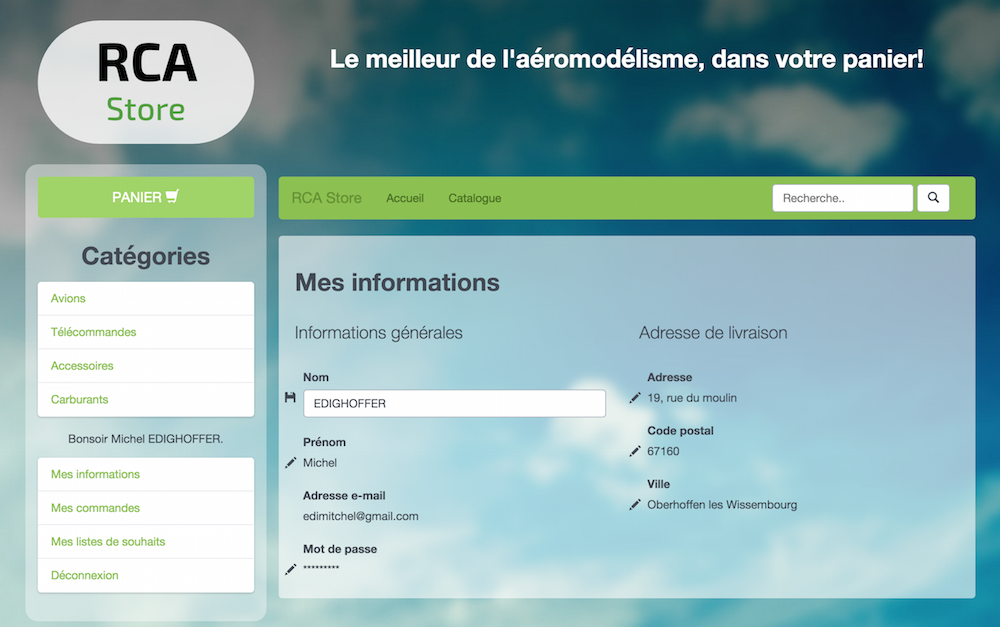 RCA
Store
Le meilleur de l'aéromodélisme, dans votre panier!
PANIER
Catégories
Avions
Télécommandes
Accessoires
Carburants
Bonsoir Michel EDIGHOFFER.
Mes informations
Mes commandes
Mes listes de souhaits
Déconnexion
RCA Store Accueil Catalogue Recherche..
Mes informations
Informations générales
Nom
EDIGHOFFER
Prénom
Michel
Adresse e-mail
edimitchel@gmail.com
Mot de passe
*********
Adresse de livraison
Adresse
19, rue du moulin
Code postal
67160
Ville
Oberhoffen les Wissembourg